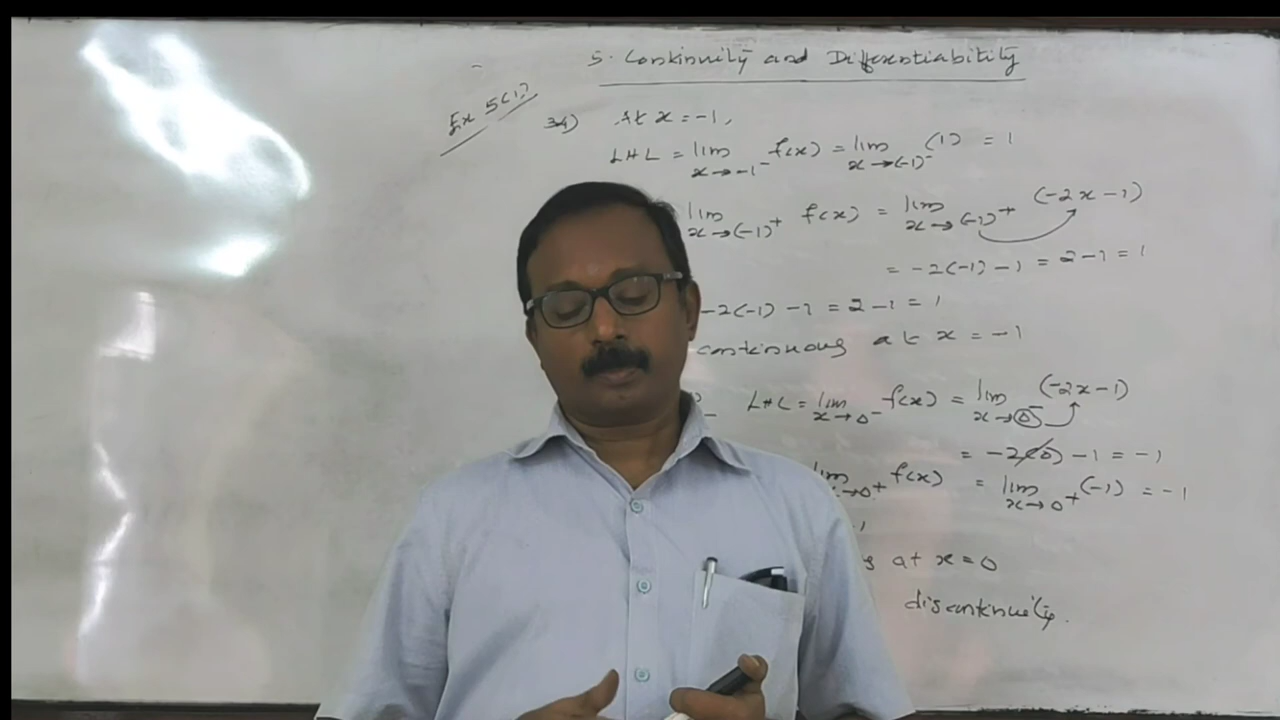 5. Continuity and Differentiability
Ex 5(1)
34) At x = -1,
LHL = lim x→-1⁻ f(x) = lim x→(-1)⁻ (1) = 1
lim x→(-1)⁺ f(x) = lim x→(-1)⁺ (-2x-1)
= -2(-1)-1 = 2-1 = 1
-2(-1)-1 = 2-1 = 1
continuous at x = -1
LHL = lim x→0⁻ f(x) = lim x→0⁻ (-2x-1)
= -2(0)-1 = -1
lim x→0⁺ f(x) = lim x→0⁺ (-1) = -1
s at x=0
discontinuity.